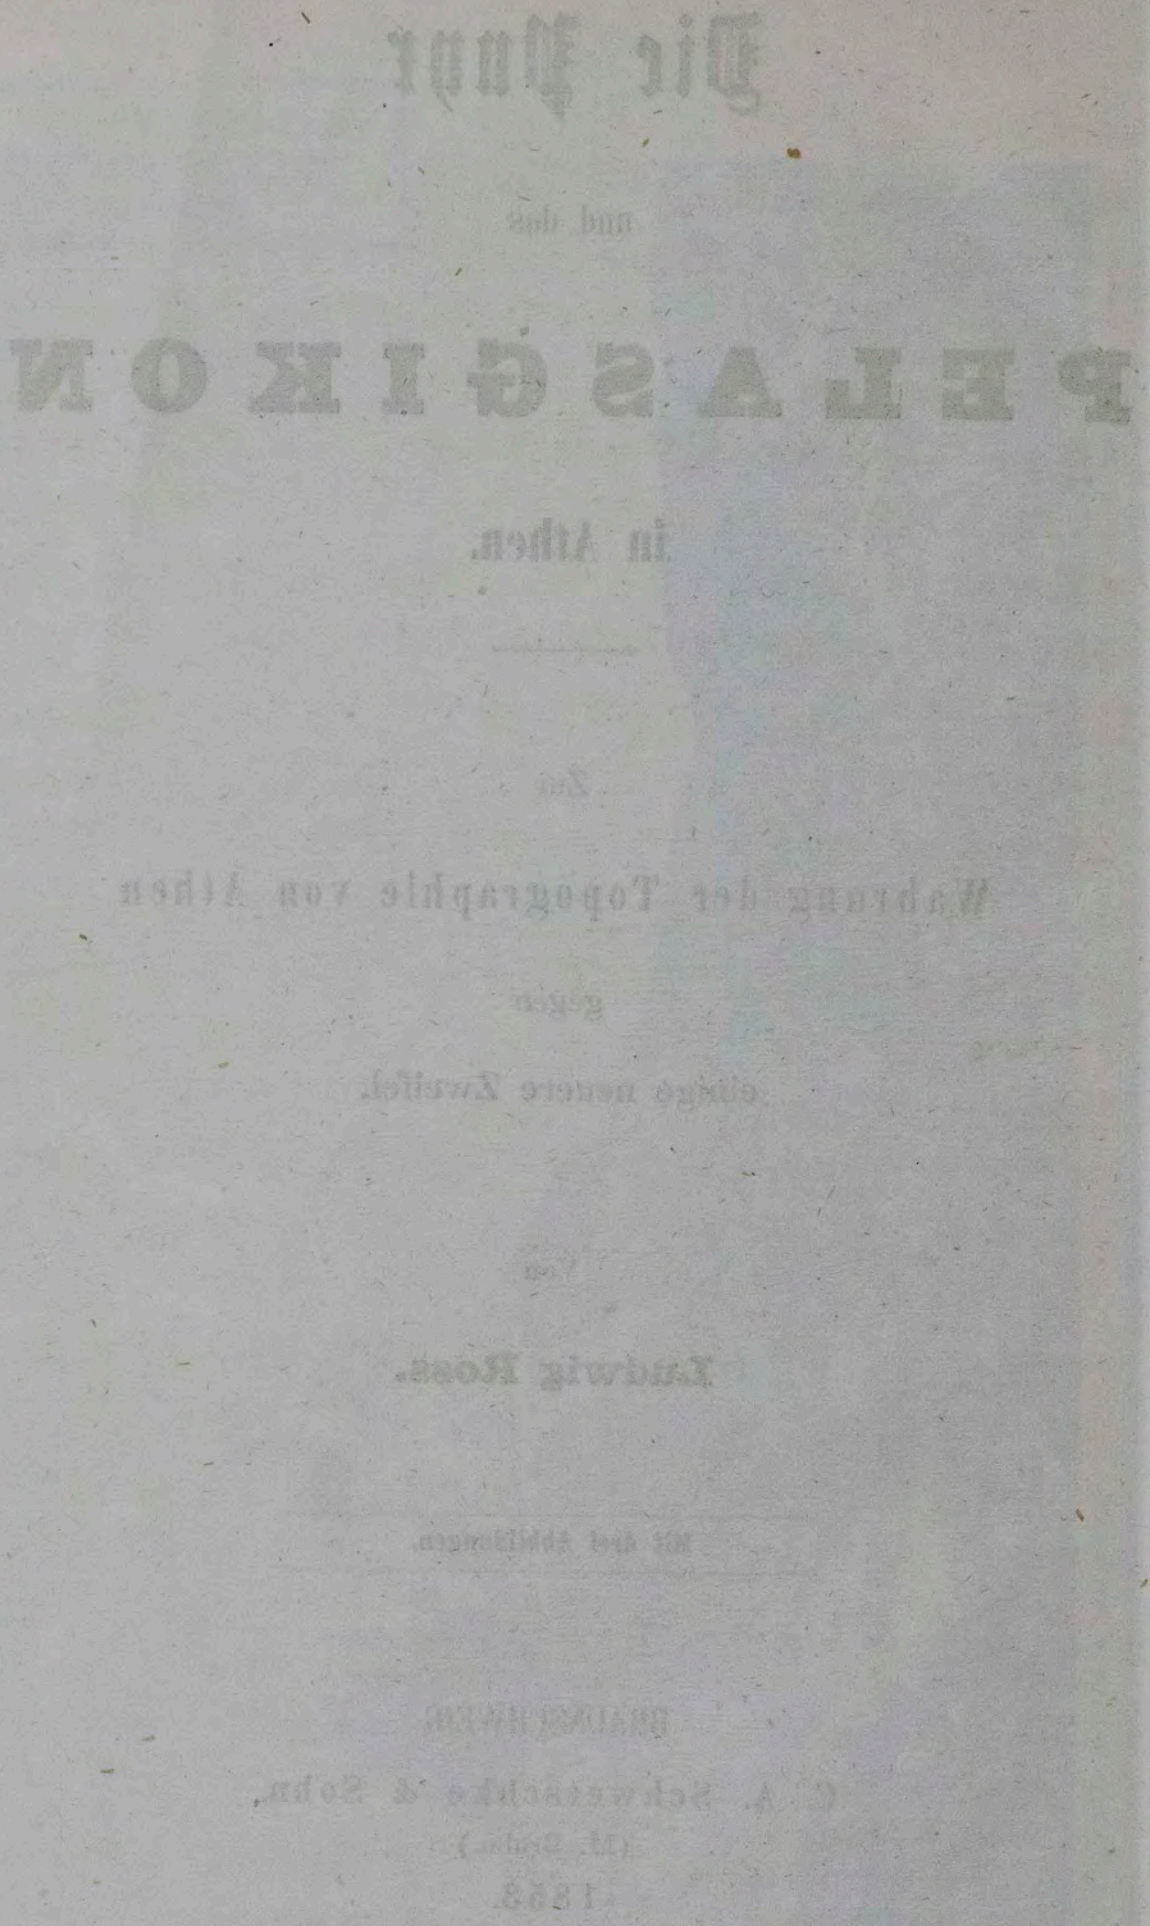 Die Pnyx
und das
PELASGIKON
in Athen.
Zur
Wahrung der Topographie von Athen
gegen
einige neuere Zweifel.
Von
Ludwig Ross.
Mit drei Abbildungen.
BRAUNSCHWEIG
C. A. Schwetschke & Sohn.
(M. Bruhn.)
1853.